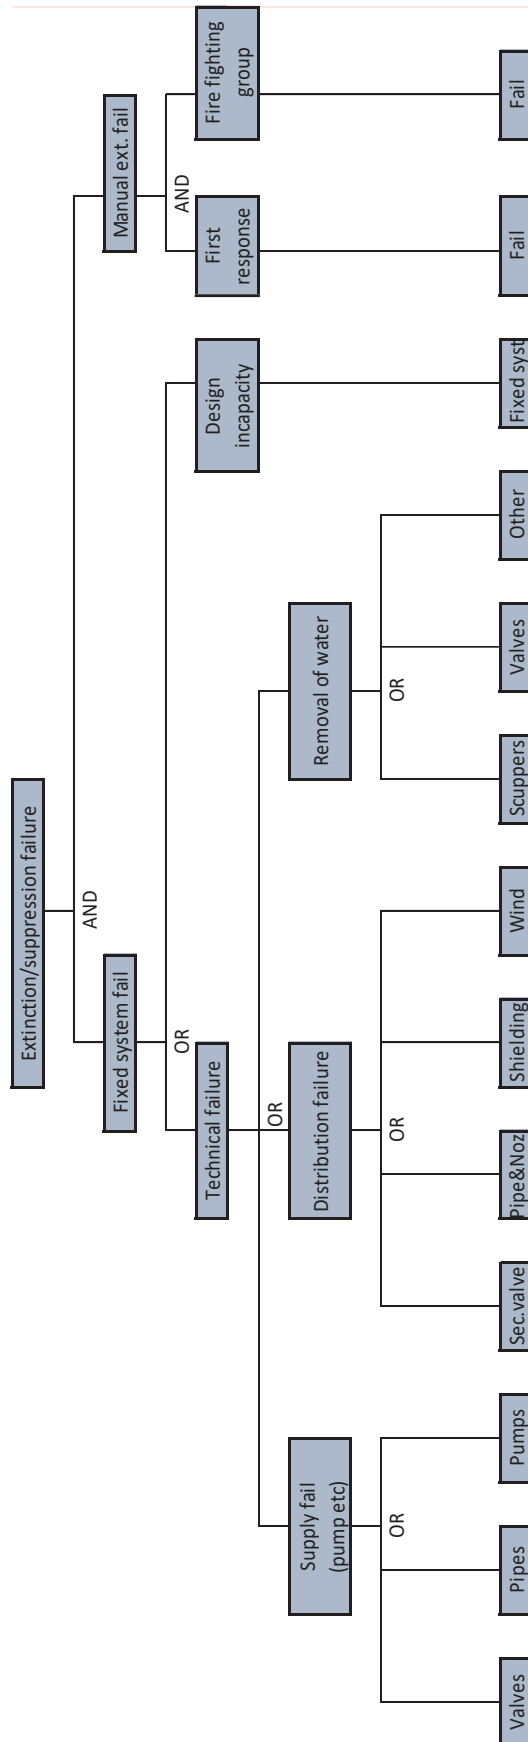 Extinction/suppression failure
AND
Fixed system fail
Manual ext. fail
OR
AND
Technical failure
Design
incapacity
First
response
Fire fighting
group
OR
Supply fail
(pump etc)
Distribution failure
Removal of water
OR
OR
OR
Valves
Pipes
Pumps
Sec.valve
Pipe&Noz
Shielding
Wind
Scuppers
Valves
Other
Fixed syst
Fail
Fail